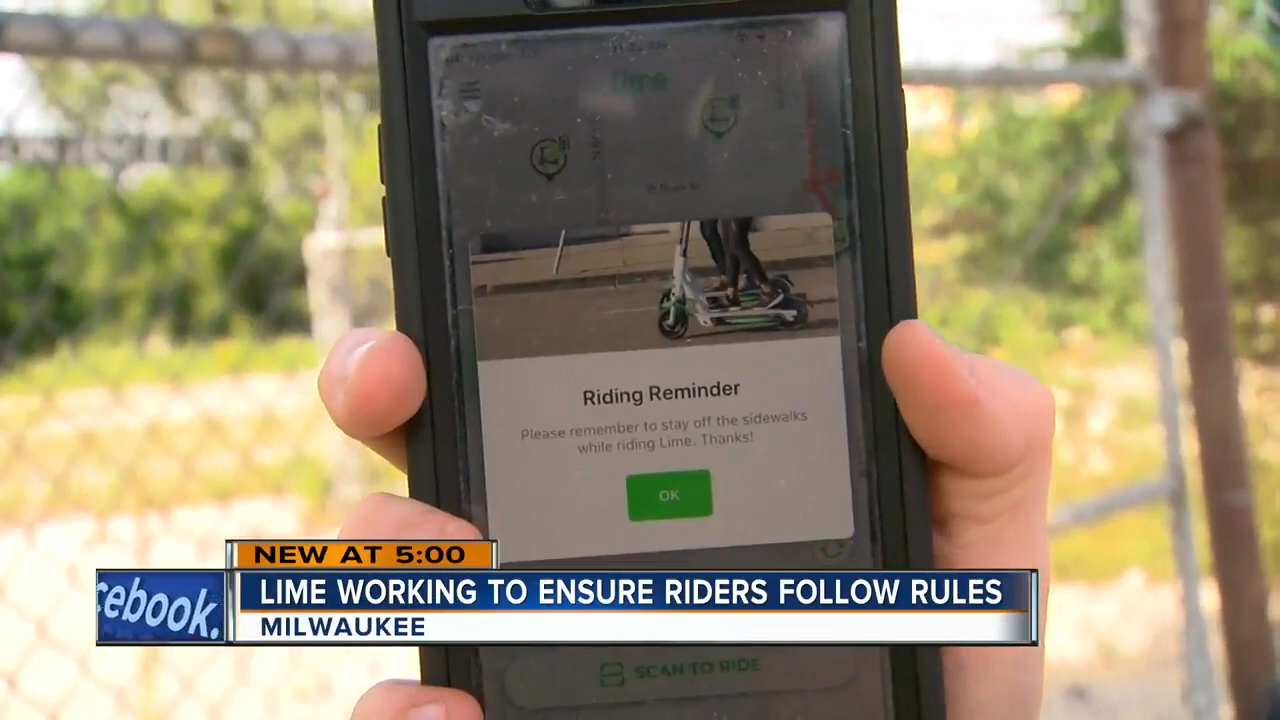 Lime
Riding Reminder
Please remember to stay off the sidewalks
while riding Lime. Thanks!
OK
NEW AT 5:00
cebook.
LIME WORKING TO ENSURE RIDERS FOLLOW RULES
MILWAUKEE
SCAN TO RIDE